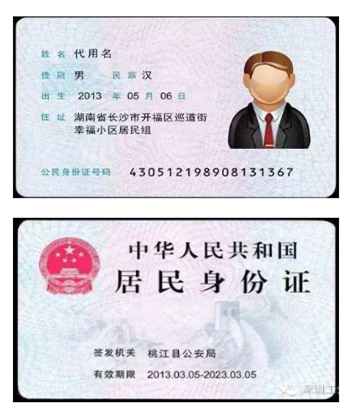 姓名 代用名
性别 男 民族 汉
出生 2013 年 05 月 06 日
住址 湖南省长沙市开福区巡道街
幸福小区居民组
公民身份证号码 430512198908131367
中华人民共和国
居民身份证
签发机关 桃江县公安局
有效期限 2013.03.05-2023.03.05
深圳工